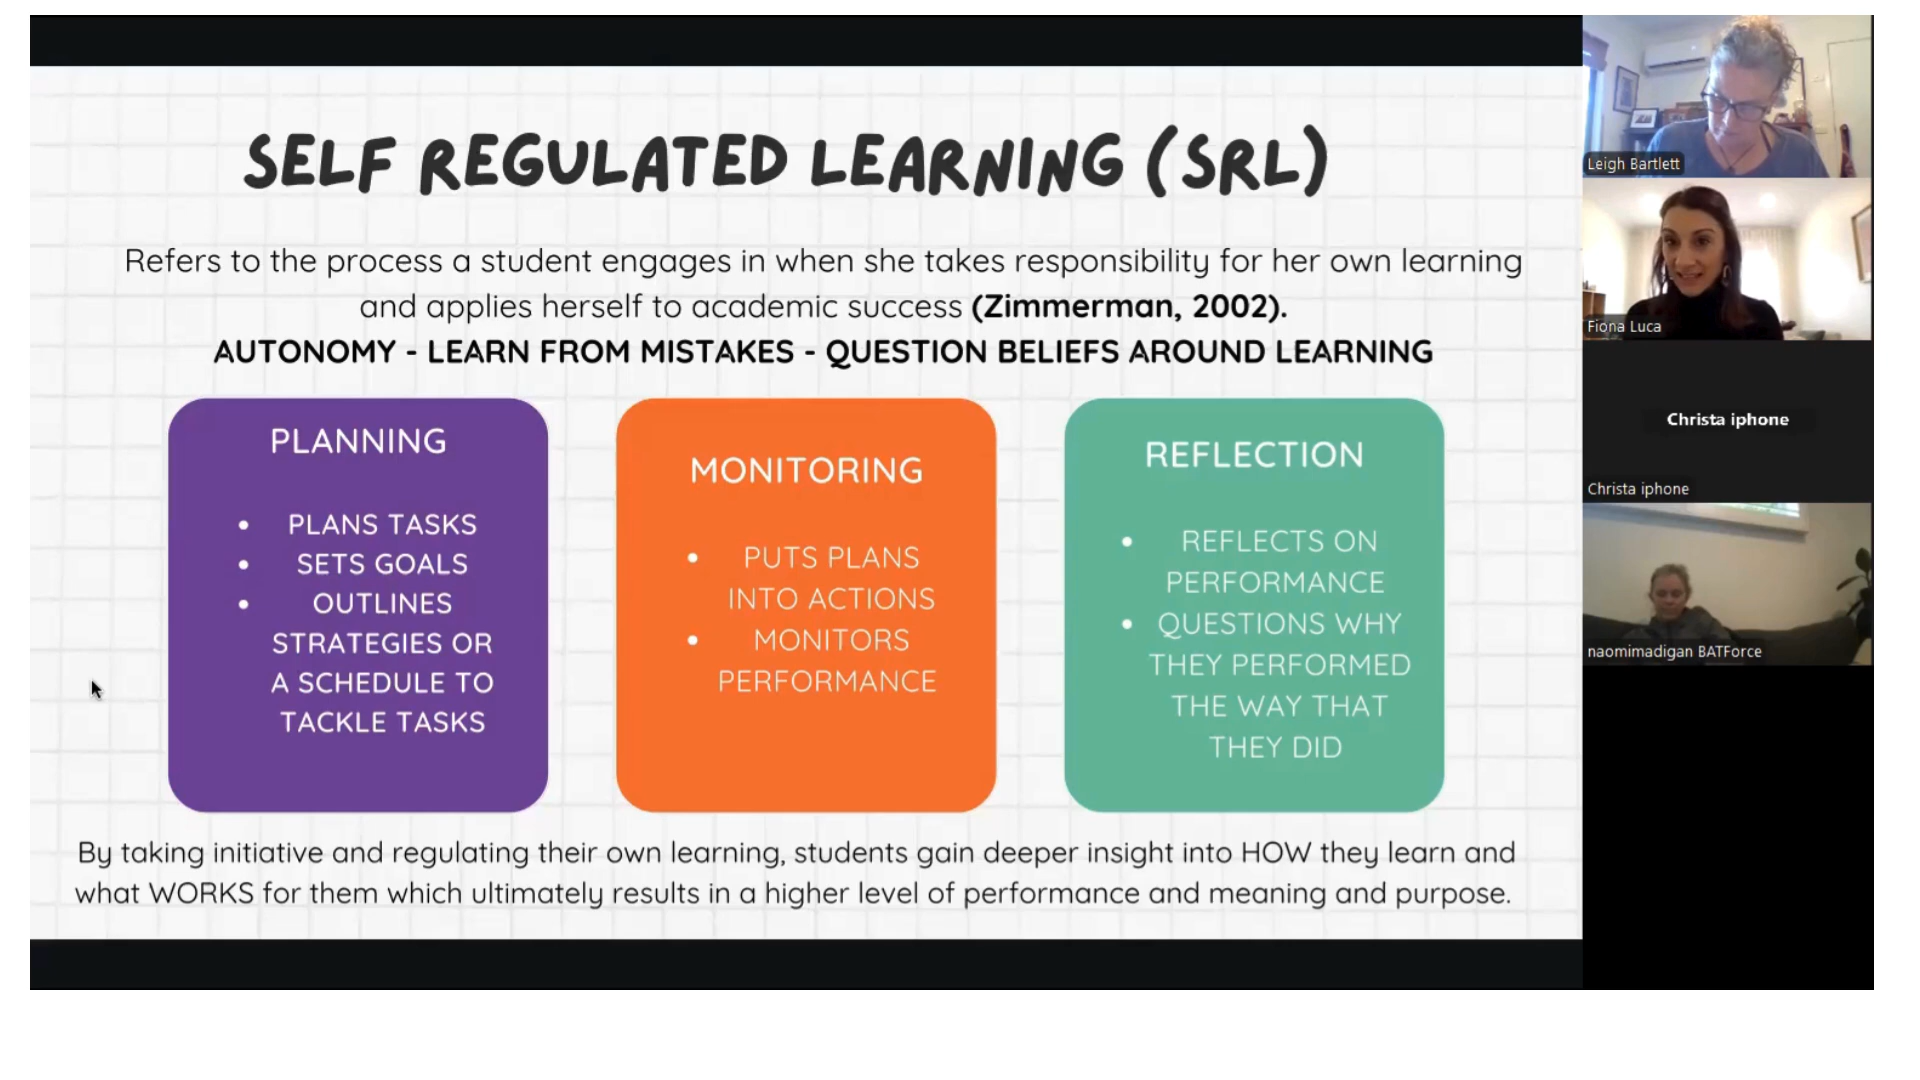 SELF REGULATED LEARNING (SRL)
Refers to the process a student engages in when she takes responsibility for her own learning
and applies herself to academic success (Zimmerman, 2002).
AUTONOMY - LEARN FROM MISTAKES - QUESTION BELIEFS AROUND LEARNING
PLANNING
• PLANS TASKS
• SETS GOALS
• OUTLINES
STRATEGIES OR
A SCHEDULE TO
TACKLE TASKS
MONITORING
• PUTS PLANS
INTO ACTIONS
• MONITORS
PERFORMANCE
REFLECTION
• REFLECTS ON
PERFORMANCE
• QUESTIONS WHY
THEY PERFORMED
THE WAY THAT
THEY DID
By taking initiative and regulating their own learning, students gain deeper insight into HOW they learn and
what WORKS for them which ultimately results in a higher level of performance and meaning and purpose.
Leigh Bartlett
Fiona Luca
Christa iphone
Christa iphone
naomimadigan BATForce